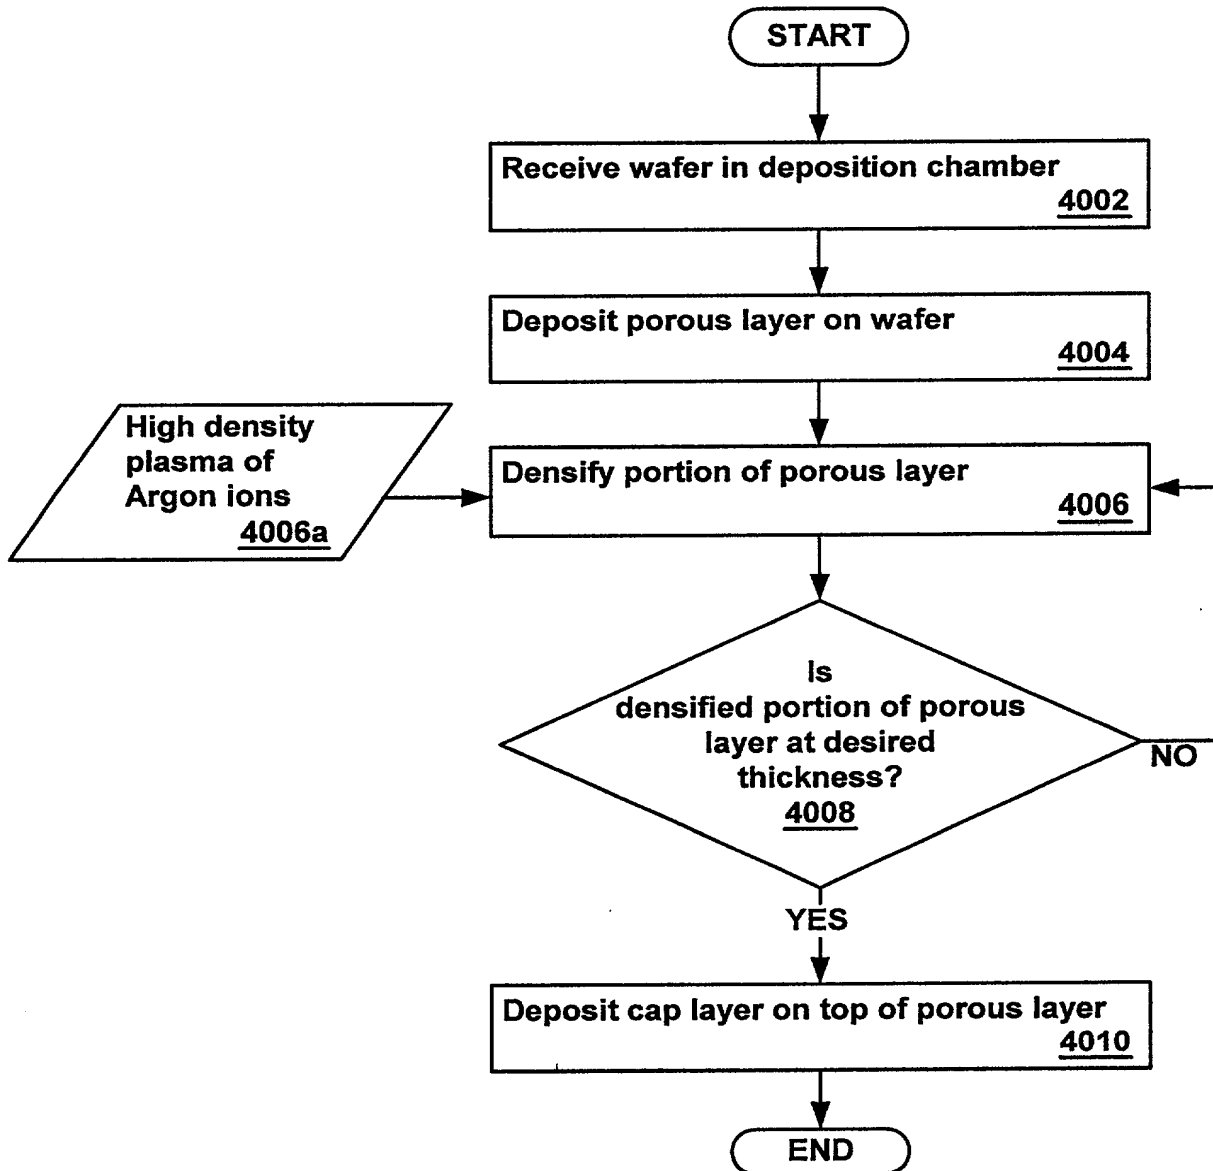 START
Receive wafer in deposition chamber
4002
Deposit porous layer on wafer
4004
High density
plasma of
Argon ions
4006a
Densify portion of porous layer
4006
Is
densified portion of porous
layer at desired
thickness?
4008
NO
YES
Deposit cap layer on top of porous layer
4010
END